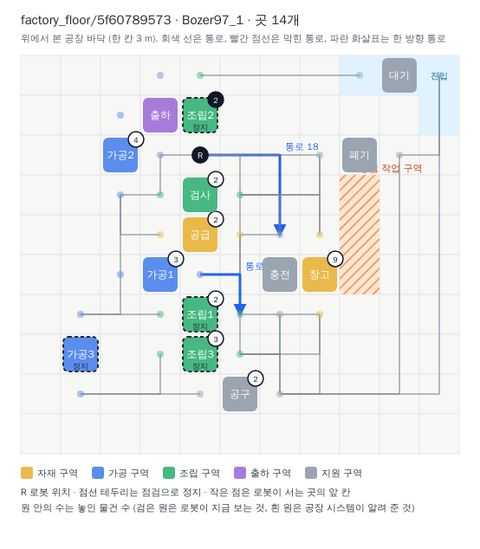 factory_floor/5f60789573 · Bozer97_1 · 곳 14개
위에서 본 공장 바닥 (한 칸 3 m). 회색 선은 통로, 빨간 점선은 막힌 통로, 파란 화살표는 한 방향 통로
대기
출하
조립2
정지
2
가공2
4
R
통로 18
폐기
작업 구역
검사
2
공급
2
가공1
3
통로
충전
창고
9
조립1
정지
2
가공3
정지
조립3
정지
3
공구
2
자재 구역
가공 구역
조립 구역
출하 구역
지원 구역
R 로봇 위치 · 점선 테두리는 점검으로 정지 · 작은 점은 로봇이 서는 곳의 앞 칸
원 안의 수는 놓인 물건 수 (검은 원은 로봇이 지금 보는 것, 흰 원은 공장 시스템이 알려 준 것)